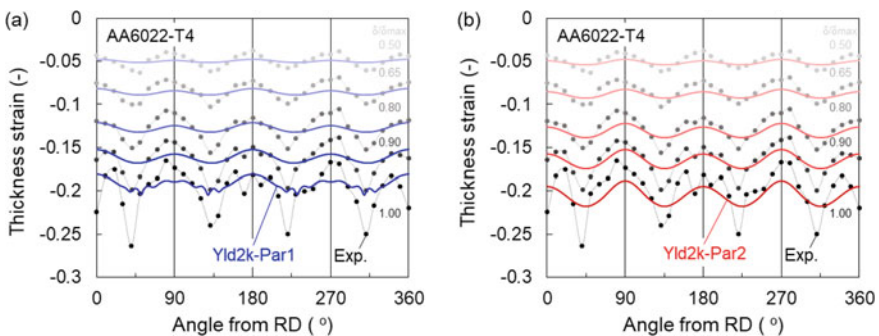 (a)
AA6022-T4
δ/δmax
0.50
0.65
0.80
0.90
1.00
Yld2k-Par1
Exp.
0
-0.05
-0.1
-0.15
-0.2
-0.25
-0.3
Thickness strain (-)
0 90 180 270 360
Angle from RD ( °)
(b)
AA6022-T4
δ/δmax
0.50
0.65
0.80
0.90
1.00
Yld2k-Par2
Exp.
0
-0.05
-0.1
-0.15
-0.2
-0.25
-0.3
Thickness strain (-)
0 90 180 270 360
Angle from RD ( °)